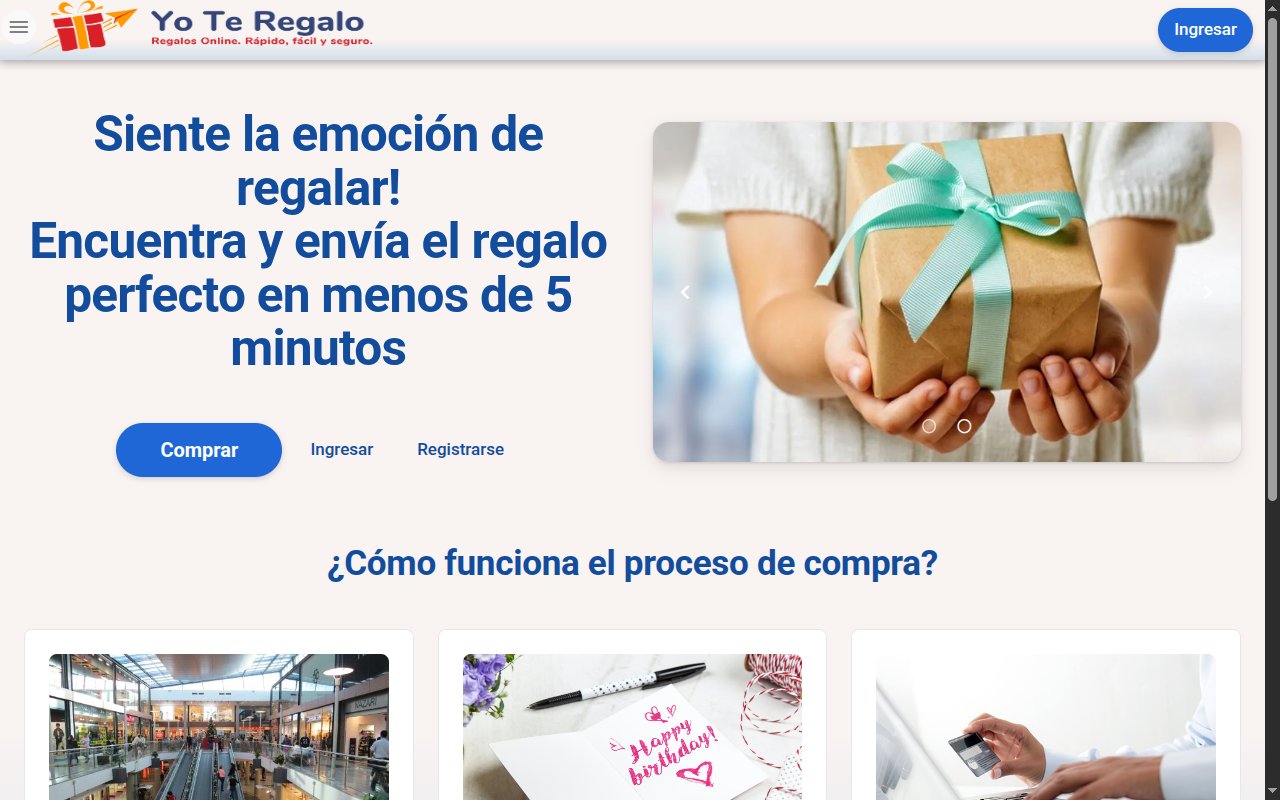 Yo Te Regalo
Regalos Online. Rápido, fácil y seguro.
Ingresar
Siente la emoción de
regalar!
Encuentra y envía el regalo
perfecto en menos de 5
minutos
Comprar
Ingresar
Registrarse
¿Cómo funciona el proceso de compra?
NAZARI
Happy
birthday!